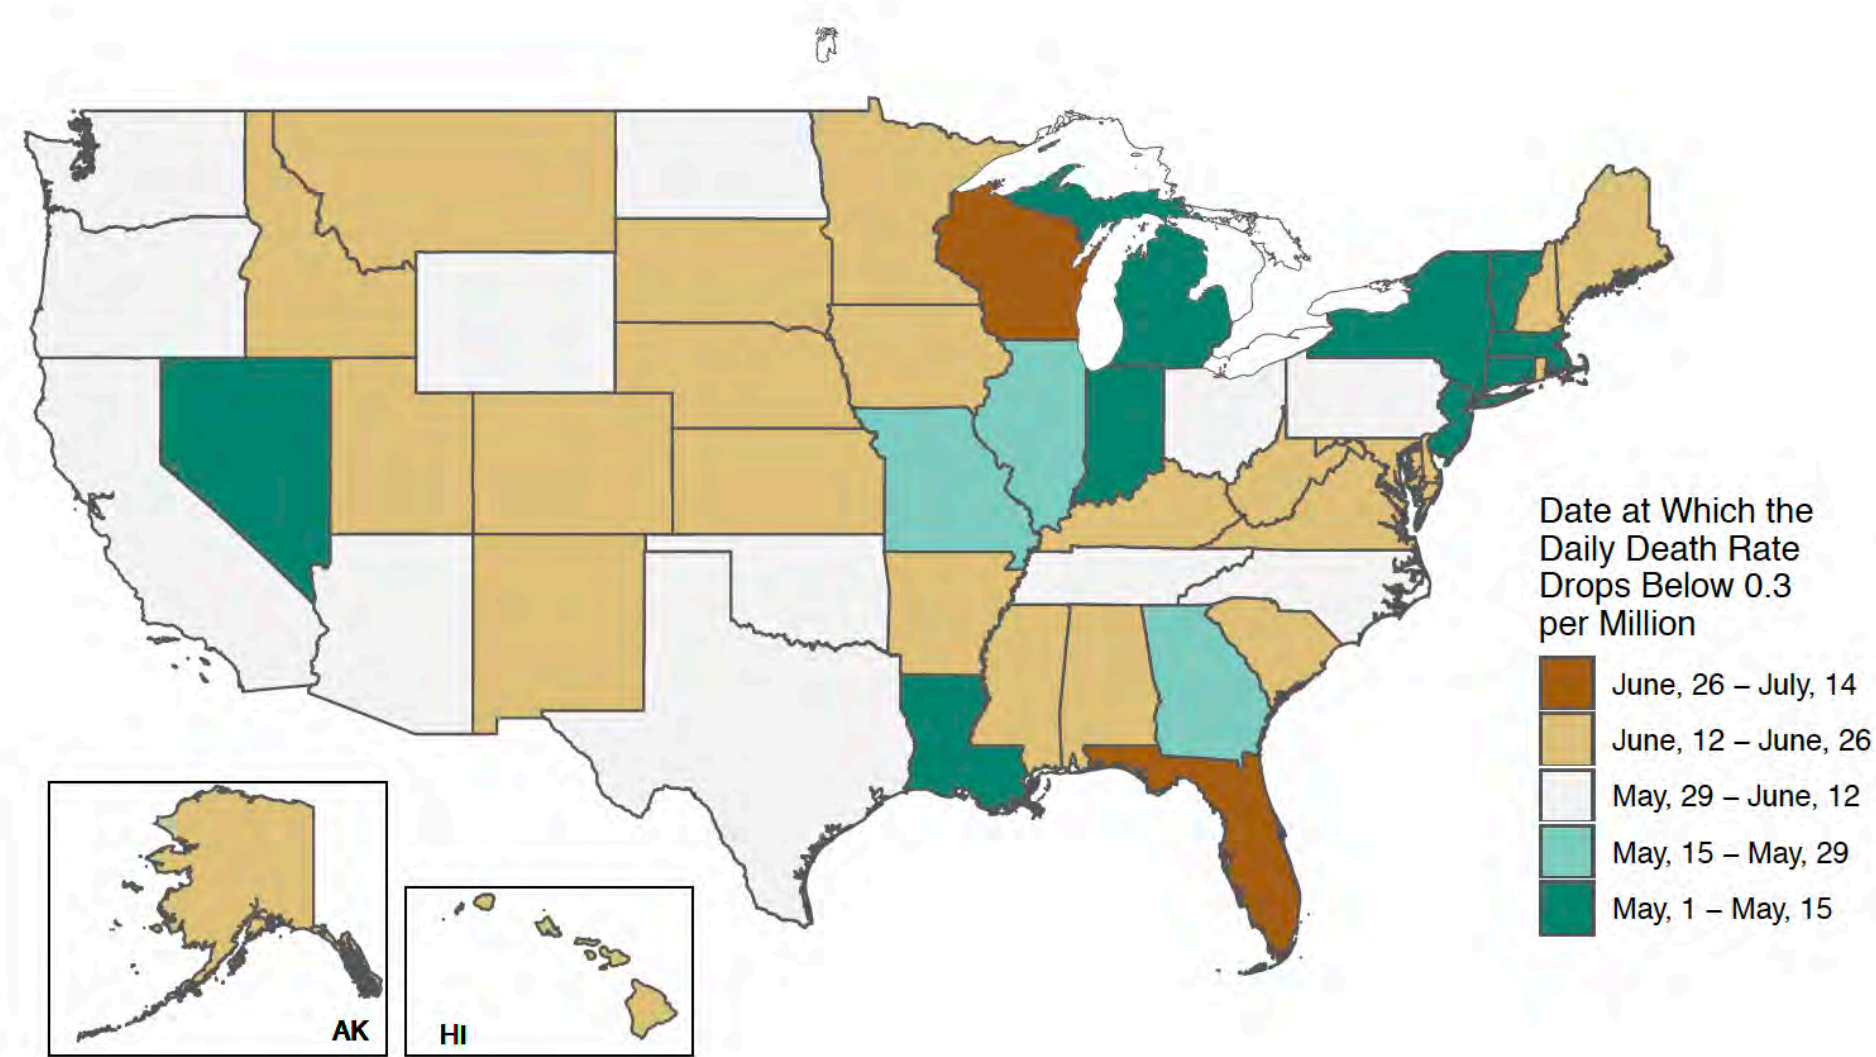 Date at Which the
Daily Death Rate
Drops Below 0.3
per Million
June, 26 – July, 14
June, 12 – June, 26
May, 29 – June, 12
May, 15 – May, 29
May, 1 – May, 15
AK
HI